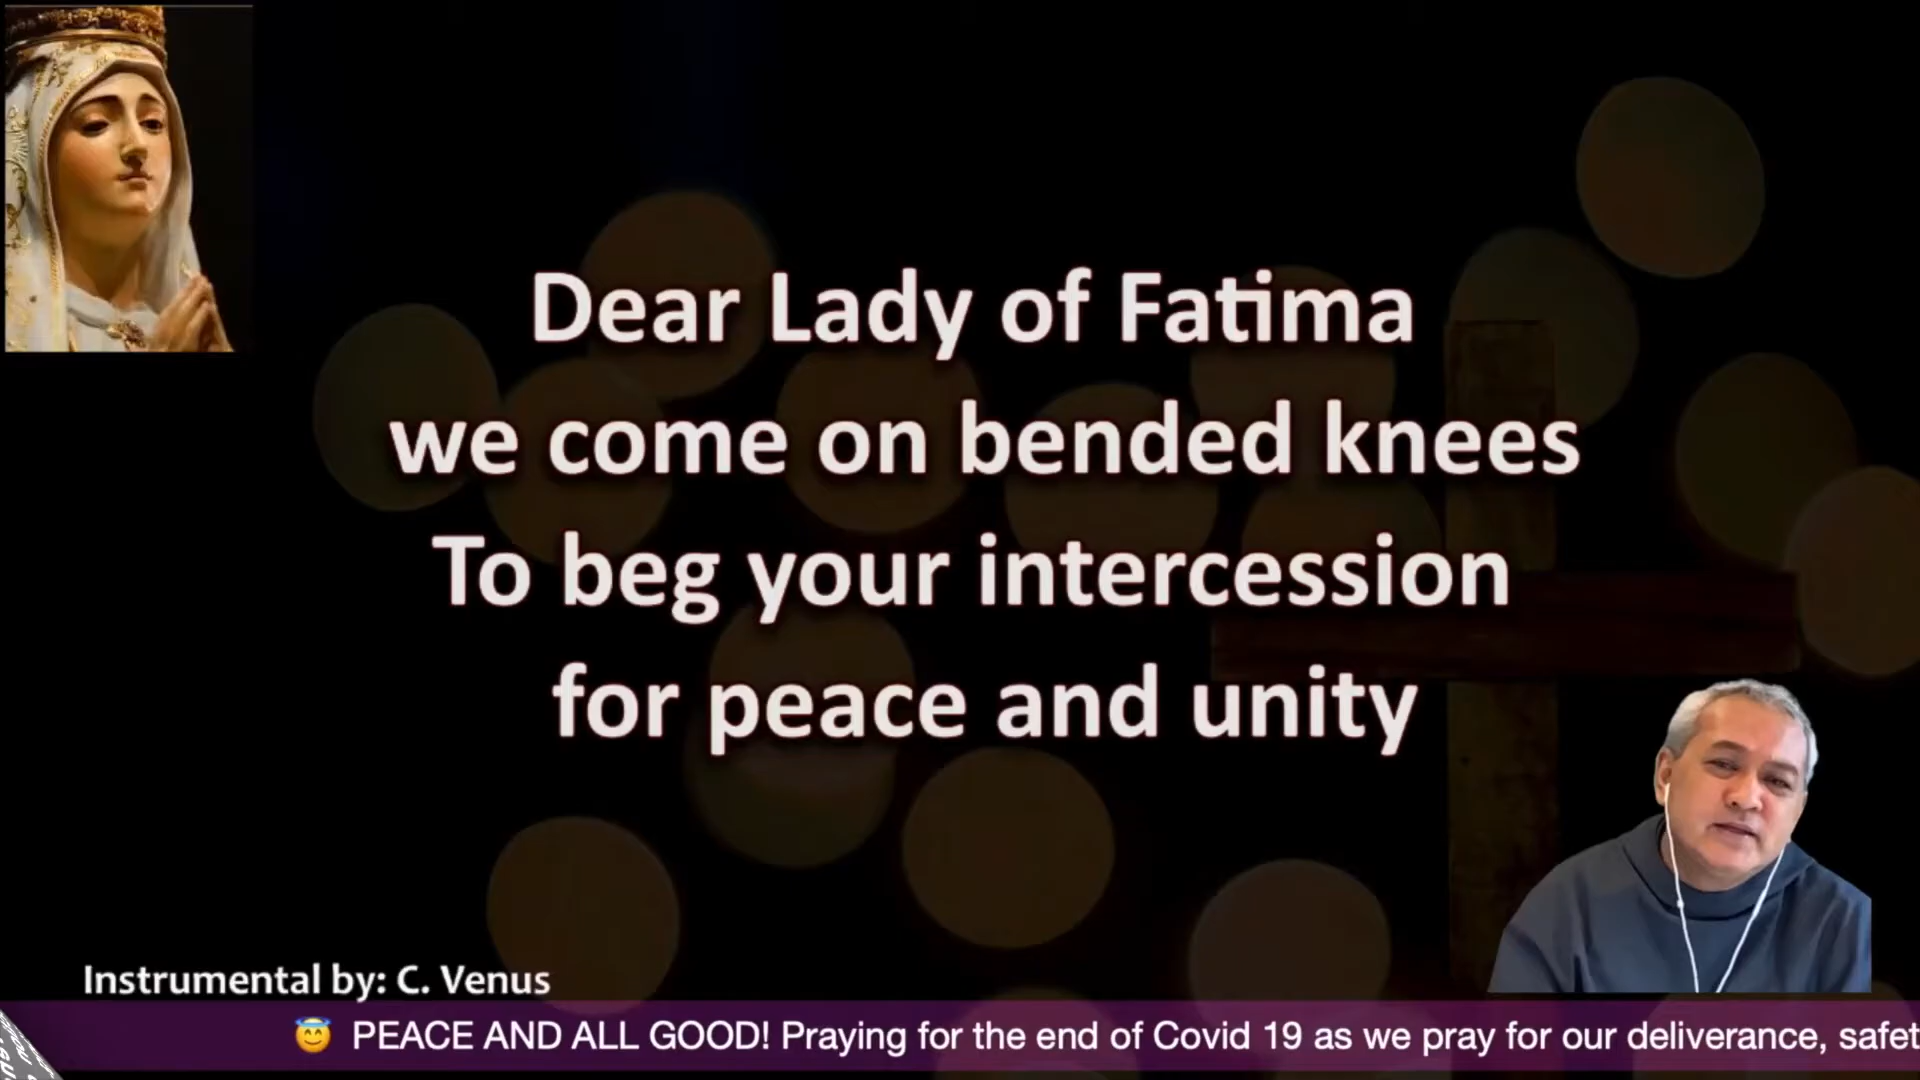 Dear Lady of Fatima
we come on bended knees
To beg your intercession
for peace and unity
Instrumental by: C. Venus
😇 PEACE AND ALL GOOD! Praying for the end of Covid 19 as we pray for our deliverance, safet